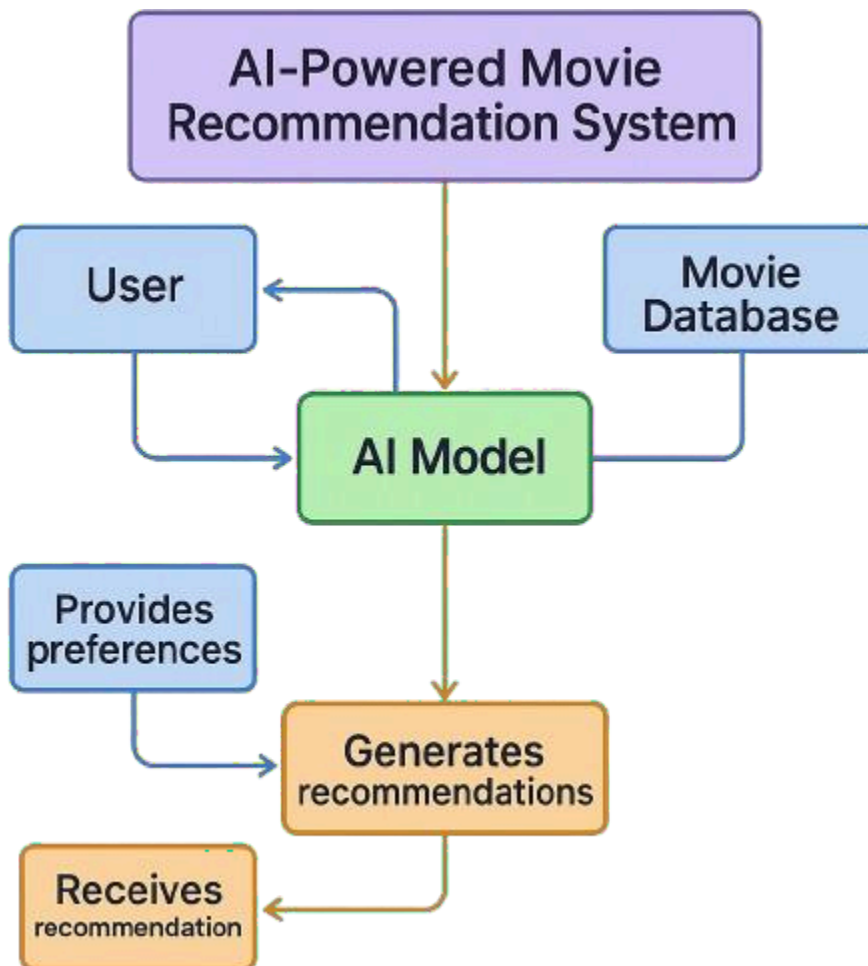 AI-Powered Movie
Recommendation System
User
Movie
Database
AI Model
Provides
preferences
Generates
recommendations
Receives
recommendation